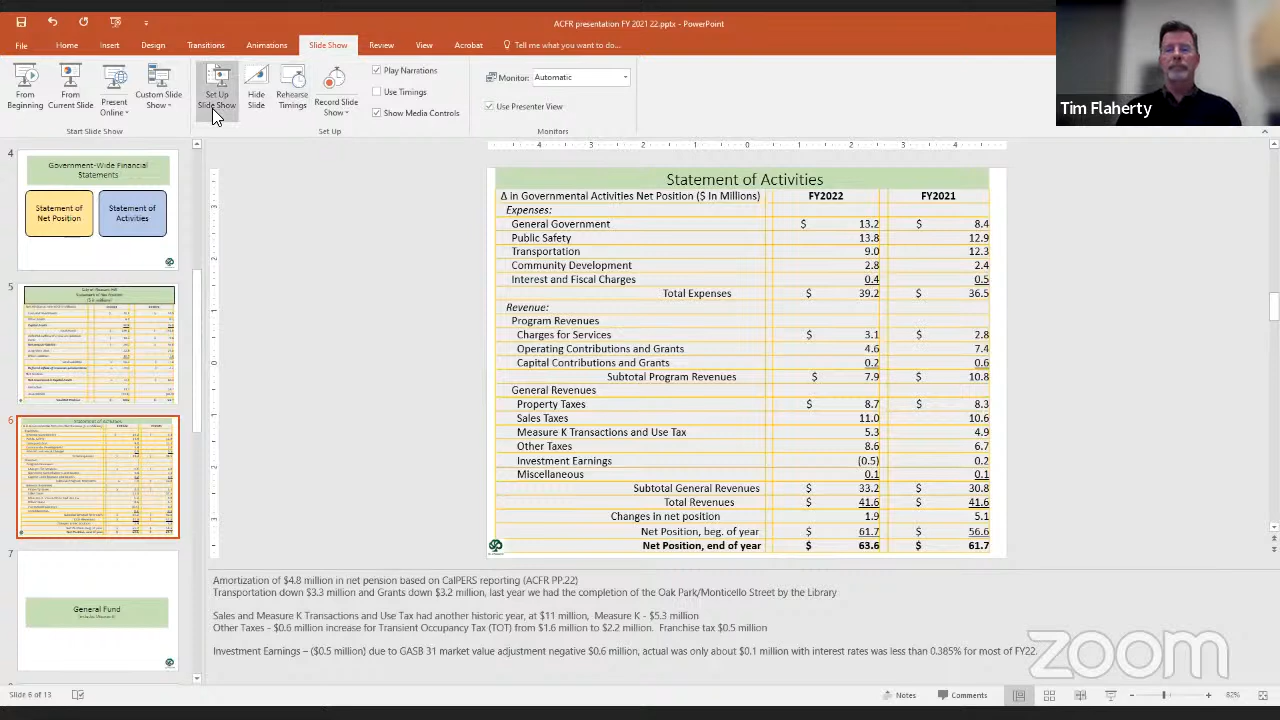 ACFR presentation FY 2021 22.pptx - PowerPoint
File Home Insert Design Transitions Animations Slide Show Review View Acrobat Tell me what you want to do...
From Beginning
From Current Slide
Present Online
Custom Slide Show
Set Up Slide Show
Hide Slide
Rehearse Timings
Record Slide Show
Play Narrations
Use Timings
Show Media Controls
Monitor: Automatic
Use Presenter View
Start Slide Show
Set Up
Monitors
Tim Flaherty
4
Government-Wide Financial Statements
Statement of Net Position
Statement of Activities
5
6
7
General Fund
Statement of Activities
Δ in Governmental Activities Net Position ($ In Millions) FY2022 FY2021
Expenses:
General Government $ 13.2 $ 8.4
Public Safety 13.8 12.9
Transportation 9.0 12.3
Community Development 2.8 2.4
Interest and Fiscal Charges 0.4 0.5
Total Expenses $ 39.2 $ 36.5
Revenue:
Program Revenues
Charges for Services $ 3.1 $ 2.8
Operating Contributions and Grants 4.6 7.4
Capital Contributions and Grants 0.2 0.6
Subtotal Program Revenues $ 7.9 $ 10.8
General Revenues
Property Taxes $ 8.7 $ 8.3
Sales Taxes 11.0 10.6
Measure K Transactions and Use Tax 5.3 4.9
Other Taxes 8.6 6.7
Investment Earnings (0.5) 0.2
Miscellaneous 0.1 0.1
Subtotal General Revenues $ 33.2 $ 30.8
Total Revenues $ 41.6 $ 41.6
Changes in net position 1.9 5.1
Net Position, beg. of year 61.7 56.6
Net Position, end of year $ 63.6 $ 61.7
Amortization of $4.8 million in net pension based on CalPERS reporting (ACFR PP.22)
Transportation down $3.3 million and Grants down $3.2 million, last year we had the completion of the Oak Park/Monticello Street by the Library
Sales and Measure K Transactions and Use Tax had another historic year, at $11 million, Measure K - $5.3 million
Other Taxes - $0.6 million increase for Transient Occupancy Tax (TOT) from $1.6 million to $2.2 million. Franchise tax $0.5 million
Investment Earnings – ($0.5 million) due to GASB 31 market value adjustment negative $0.6 million, actual was only about $0.1 million with interest rates was less than 0.385% for most of FY22.
zoom
Slide 6 of 13 Notes Comments 82%